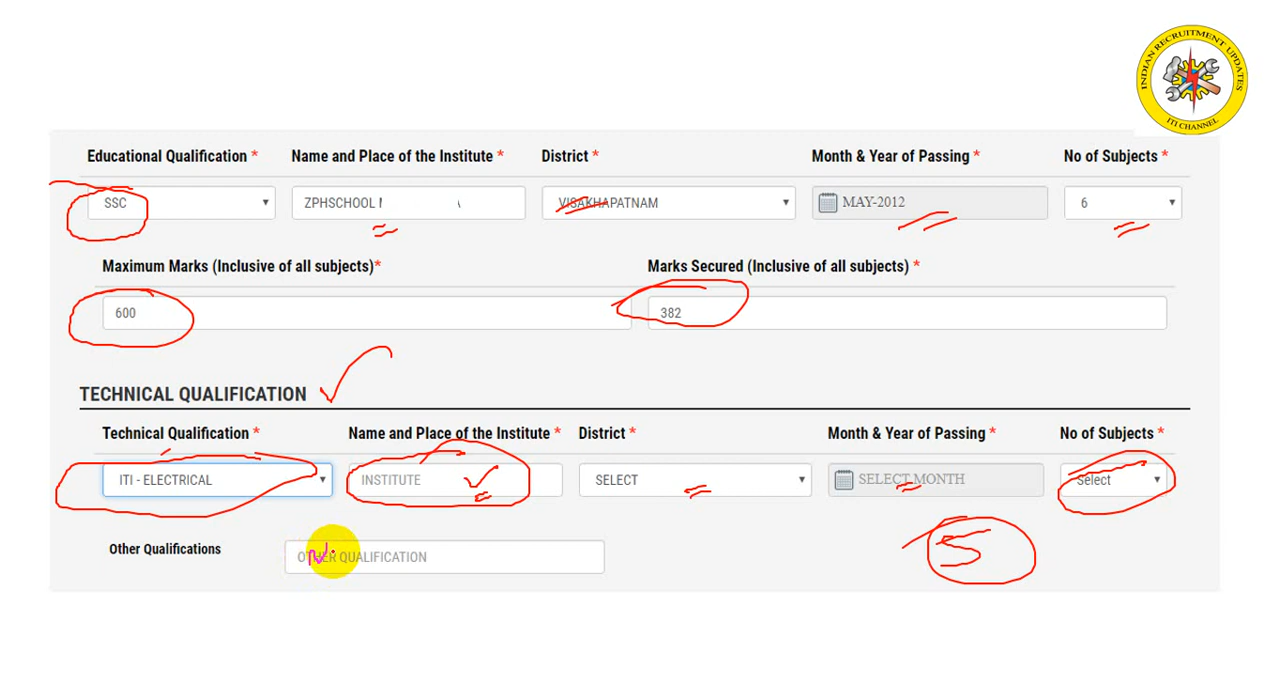 INDIAN RECRUITMENT UPDATES
ITI CHANNEL
Educational Qualification * Name and Place of the Institute * District * Month & Year of Passing * No of Subjects *
SSC ZPHSCHOOL VISAKHAPATNAM MAY-2012 6
Maximum Marks (Inclusive of all subjects)* Marks Secured (Inclusive of all subjects) *
600 382
TECHNICAL QUALIFICATION
Technical Qualification * Name and Place of the Institute * District * Month & Year of Passing * No of Subjects *
ITI - ELECTRICAL INSTITUTE SELECT SELECT MONTH Select
5
Other Qualifications OTHER QUALIFICATION